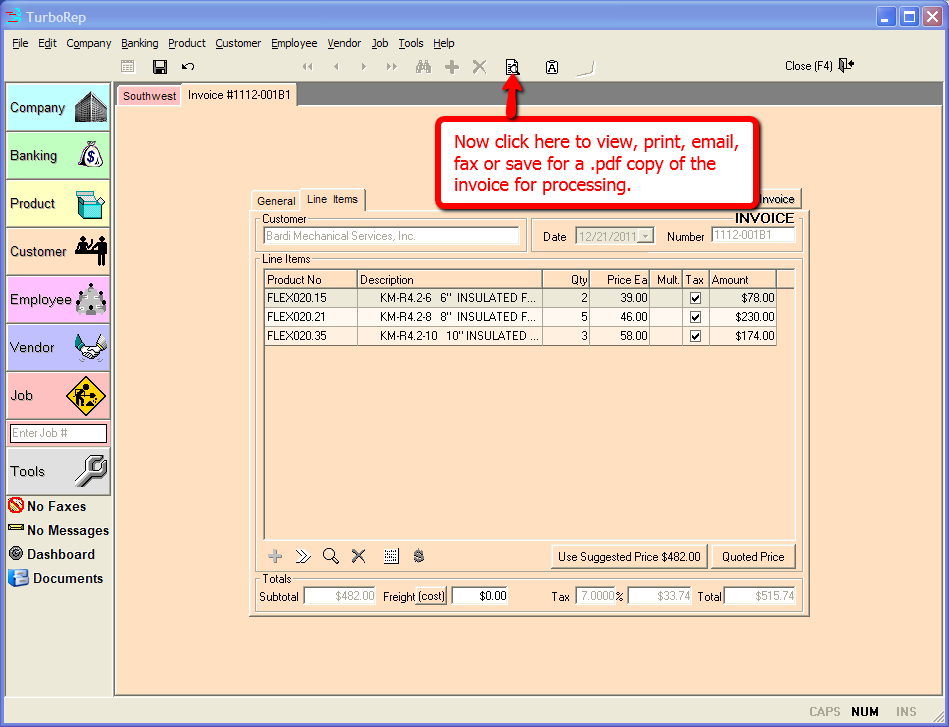 TurboRep
File Edit Company Banking Product Customer Employee Vendor Job Tools Help
Close (F4)
Southwest Invoice #1112-001B1
Company
Banking
Product
Customer
Employee
Vendor
Job
Enter Job #
Tools
No Faxes
No Messages
Dashboard
Documents
Now click here to view, print, email,
fax or save for a .pdf copy of the
invoice for processing.
General Line Items Invoice
INVOICE
Customer
Bardi Mechanical Services, Inc. Date 12/21/2011 Number 1112-001B1
Line Items
Product No Description Qty Price Ea Mult. Tax Amount
FLEX020.15 KM-R4.2-6 6" INSULATED F... 2 39.00 $78.00
FLEX020.21 KM-R4.2-8 8" INSULATED F... 5 46.00 $230.00
FLEX020.35 KM-R4.2-10 10" INSULATED ... 3 58.00 $174.00
Use Suggested Price $482.00 Quoted Price
Totals
Subtotal $482.00 Freight (cost) $0.00 Tax 7.0000% $33.74 Total $515.74
CAPS NUM INS